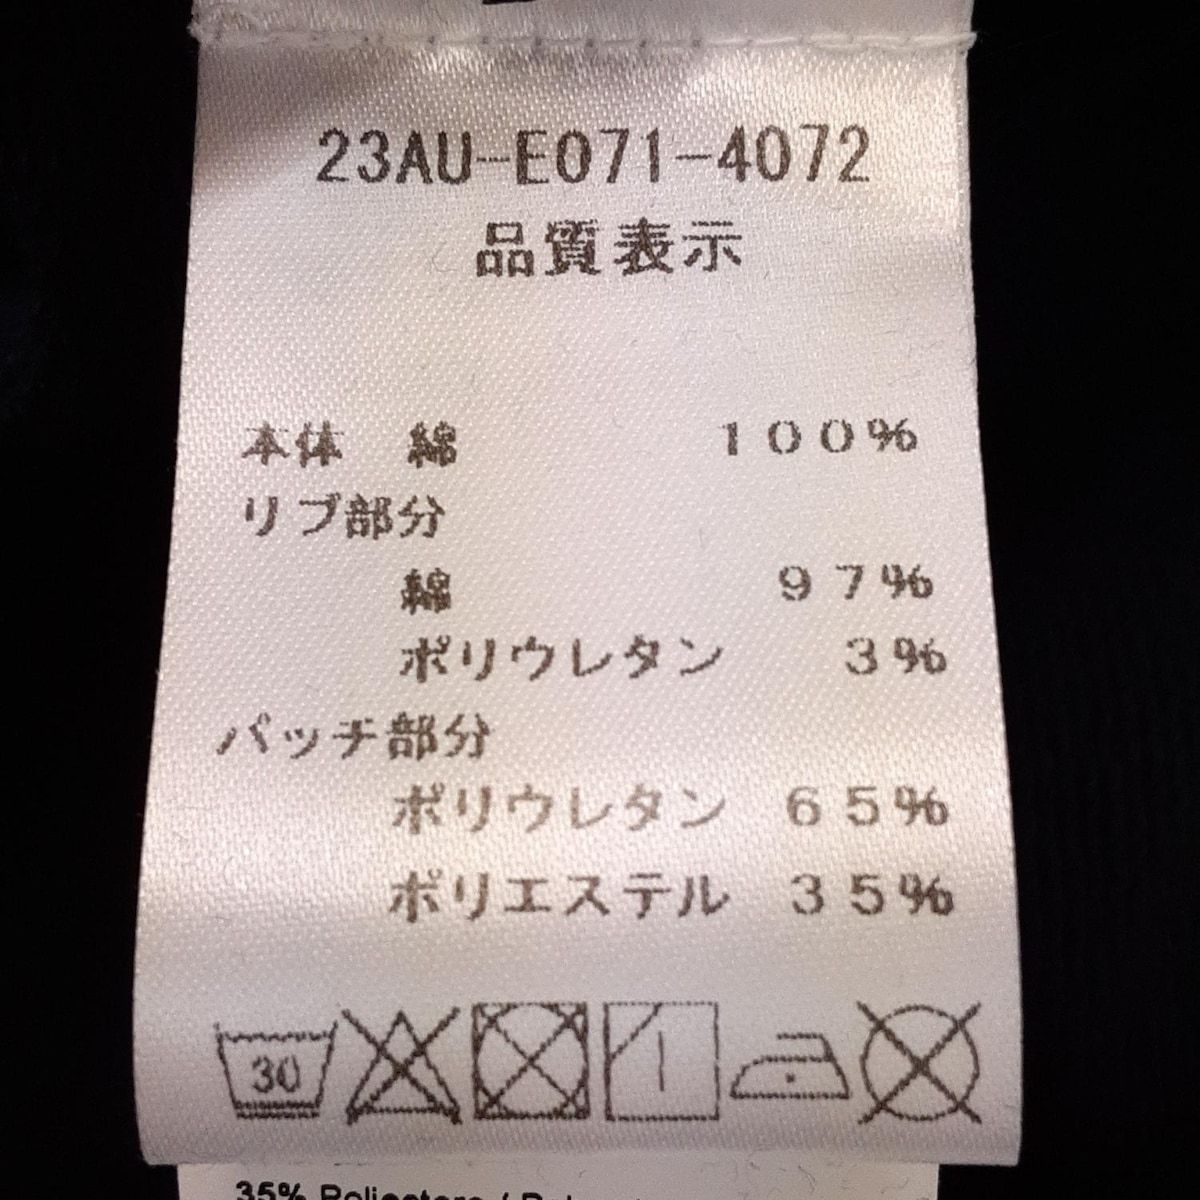 23AU-E071-4072
品質表示
本体 綿 100%
リブ部分
綿 97%
ポリウレタン 3%
パッチ部分
ポリウレタン 65%
ポリエステル 35%
30
35%